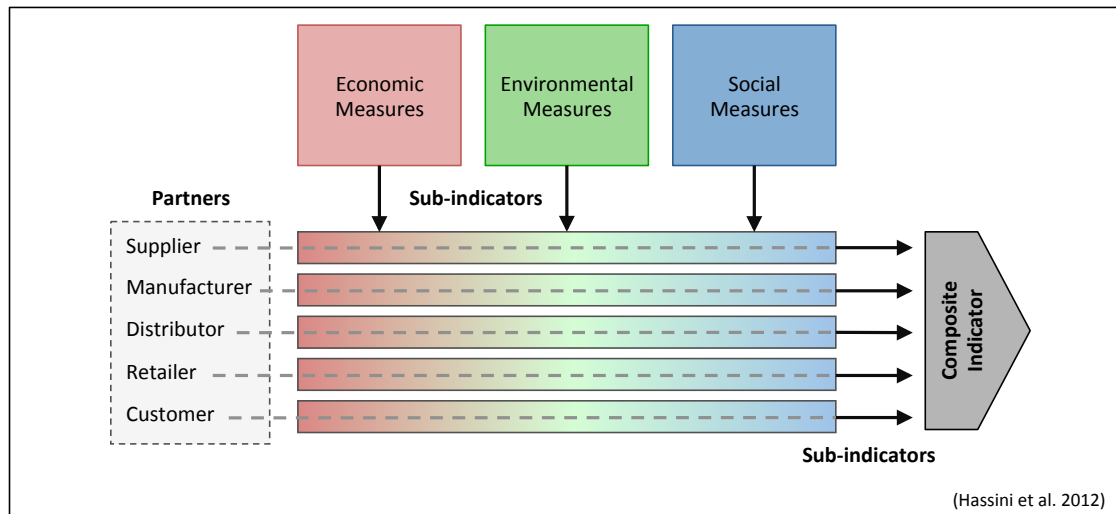 Economic
Measures
Environmental
Measures
Social
Measures
Partners
Sub-indicators
Supplier
Manufacturer
Distributor
Retailer
Customer
Composite
Indicator
Sub-indicators
(Hassini et al. 2012)